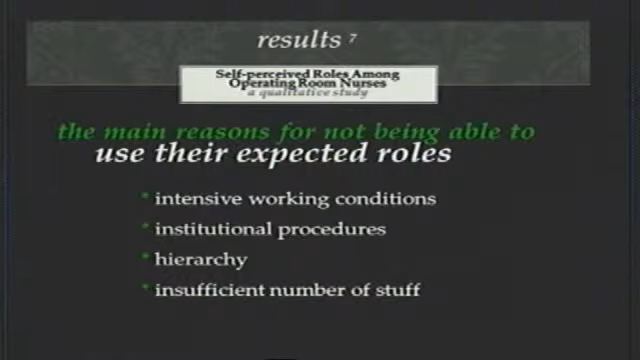 results 7
Self-perceived Roles Among
Operating Room Nurses
a qualitative study
the main reasons for not being able to
use their expected roles
* intensive working conditions
* institutional procedures
* hierarchy
* insufficient number of stuff